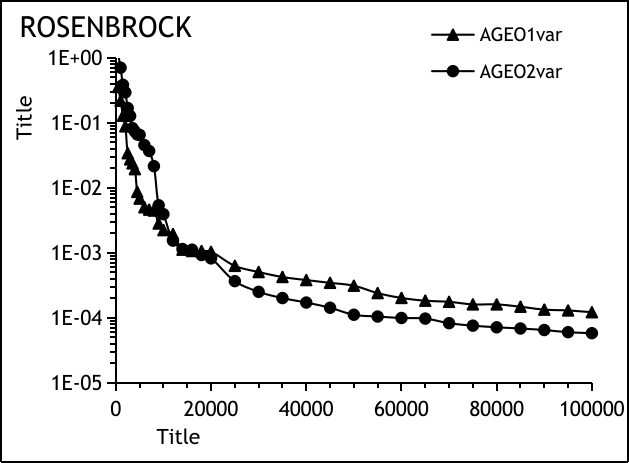 ROSENBROCK
AGEO1var
AGEO2var
1E+00
1E-01
1E-02
1E-03
1E-04
1E-05
Title
0 20000 40000 60000 80000 100000
Title